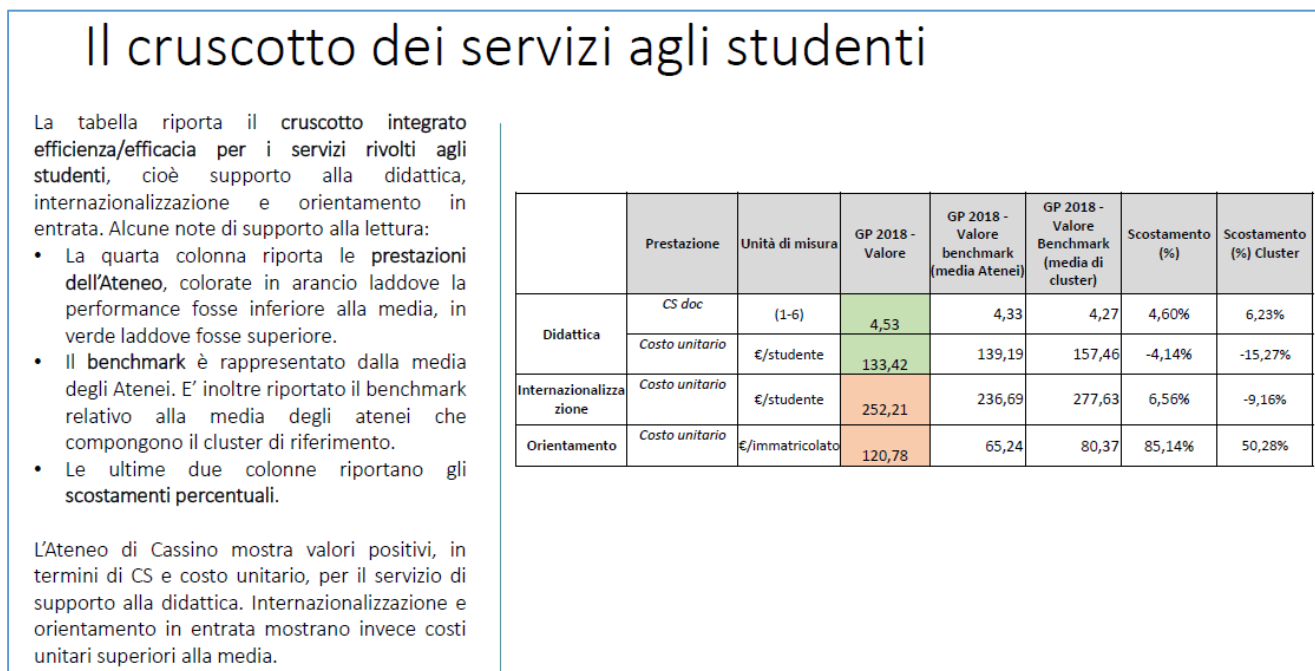 Il cruscotto dei servizi agli studenti
La tabella riporta il cruscotto integrato
efficienza/efficacia per i servizi rivolti agli
studenti, cioè supporto alla didattica,
internazionalizzazione e orientamento in
entrata. Alcune note di supporto alla lettura:
• La quarta colonna riporta le prestazioni
dell'Ateneo, colorate in arancio laddove la
performance fosse inferiore alla media, in
verde laddove fosse superiore.
• Il benchmark è rappresentato dalla media
degli Atenei. E' inoltre riportato il benchmark
relativo alla media degli atenei che
compongono il cluster di riferimento.
• Le ultime due colonne riportano gli
scostamenti percentuali.
L'Ateneo di Cassino mostra valori positivi, in
termini di CS e costo unitario, per il servizio di
supporto alla didattica. Internazionalizzazione e
orientamento in entrata mostrano invece costi
unitari superiori alla media.
Prestazione
Unità di misura
GP 2018 -
Valore
GP 2018 -
Valore
benchmark
(media Atenei)
GP 2018 -
Valore
Benchmark
(media di
cluster)
Scostamento
(%)
Scostamento
(%) Cluster
Didattica
CS doc (1-6) 4,53 4,33 4,27 4,60% 6,23%
Costo unitario €/studente 133,42 139,19 157,46 -4,14% -15,27%
Internazionalizza
zione
Costo unitario €/studente 252,21 236,69 277,63 6,56% -9,16%
Orientamento Costo unitario €/immatricolato 120,78 65,24 80,37 85,14% 50,28%